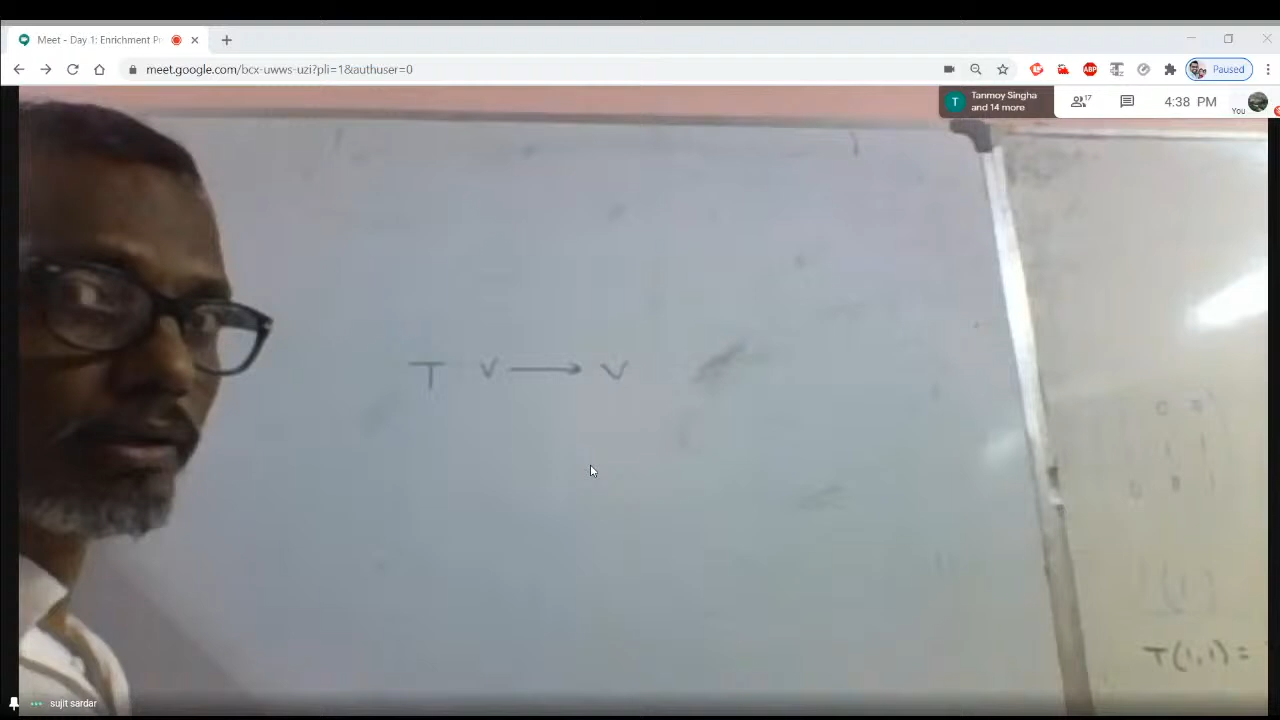 Meet - Day 1: Enrichment Pr
meet.google.com/bcx-uwws-uzi?pli=1&authuser=0
ABP
Paused
Tanmoy Singha
and 14 more
17
4:38 PM
You
T V → V
T(1,1) =
sujit sardar